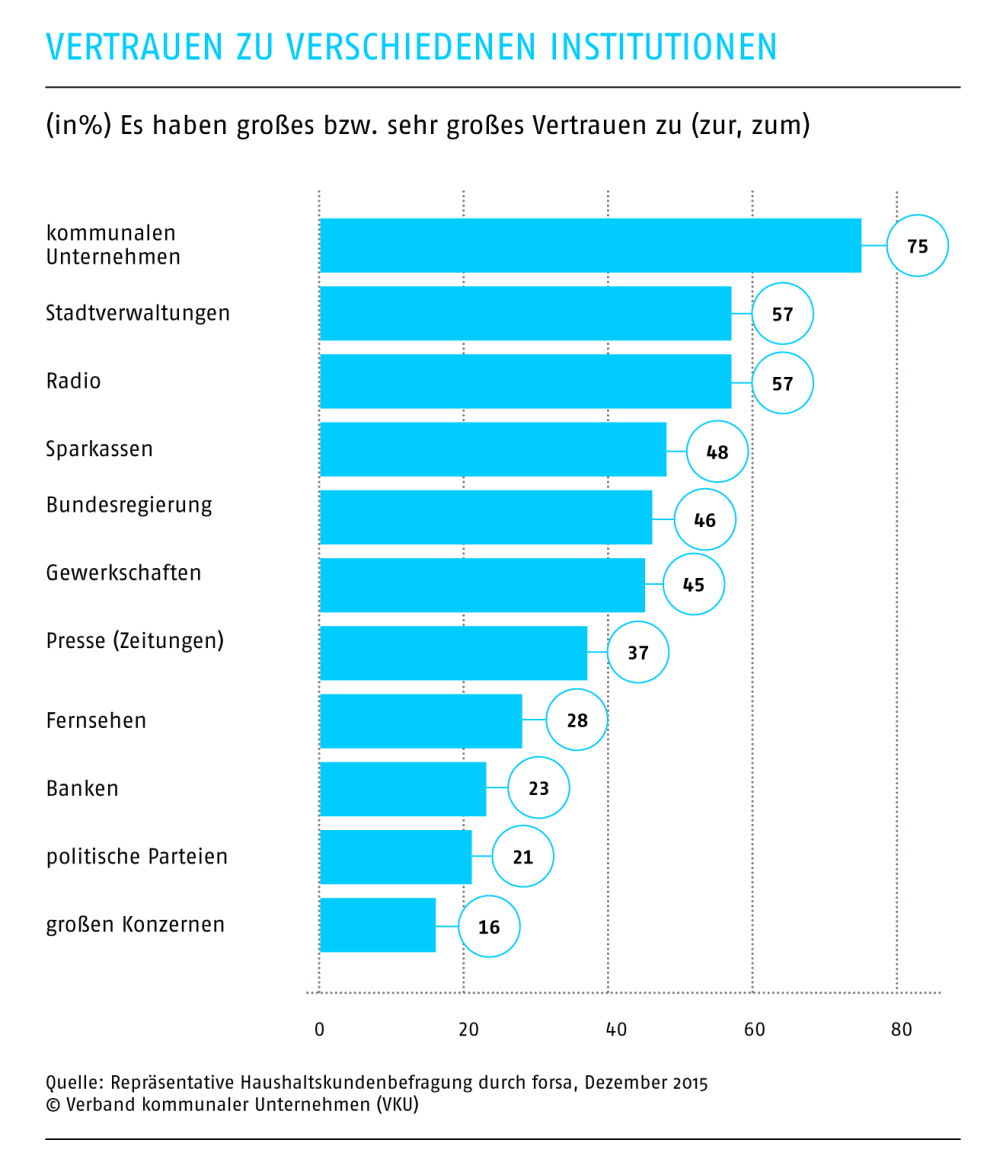 VERTRAUEN ZU VERSCHIEDENEN INSTITUTIONEN
(in%) Es haben großes bzw. sehr großes Vertrauen zu (zur, zum)
kommunalen
Unternehmen
75
Stadtverwaltungen
57
Radio
57
Sparkassen
48
Bundesregierung
46
Gewerkschaften
45
Presse (Zeitungen)
37
Fernsehen
28
Banken
23
politische Parteien
21
großen Konzernen
16
0 20 40 60 80
Quelle: Repräsentative Haushaltskundenbefragung durch forsa, Dezember 2015
© Verband kommunaler Unternehmen (VKU)